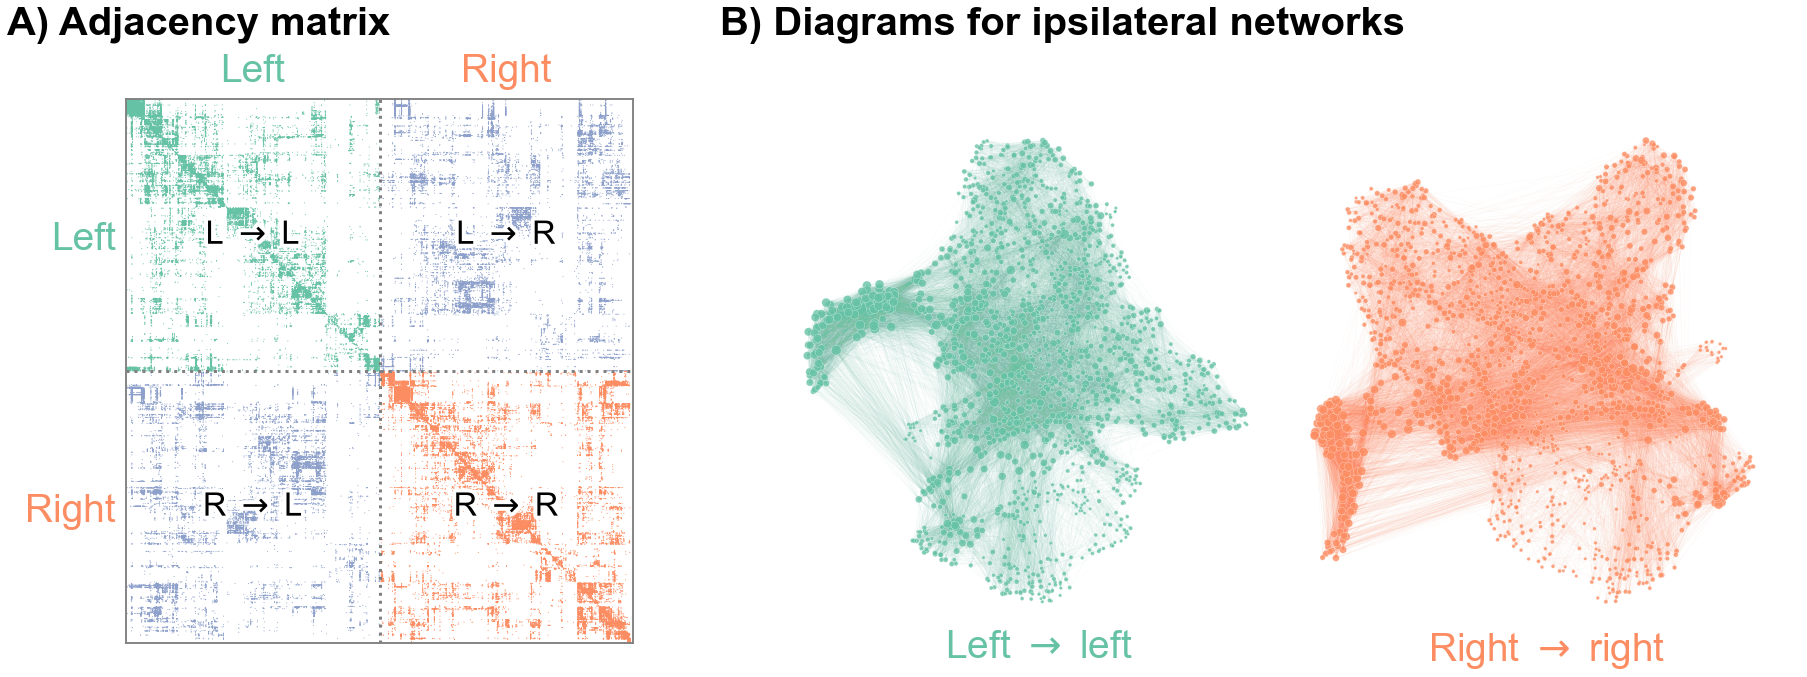 A) Adjacency matrix
B) Diagrams for ipsilateral networks
Left
Right
Left
L → L
L → R
Right
R → L
R → R
Left → left
Right → right